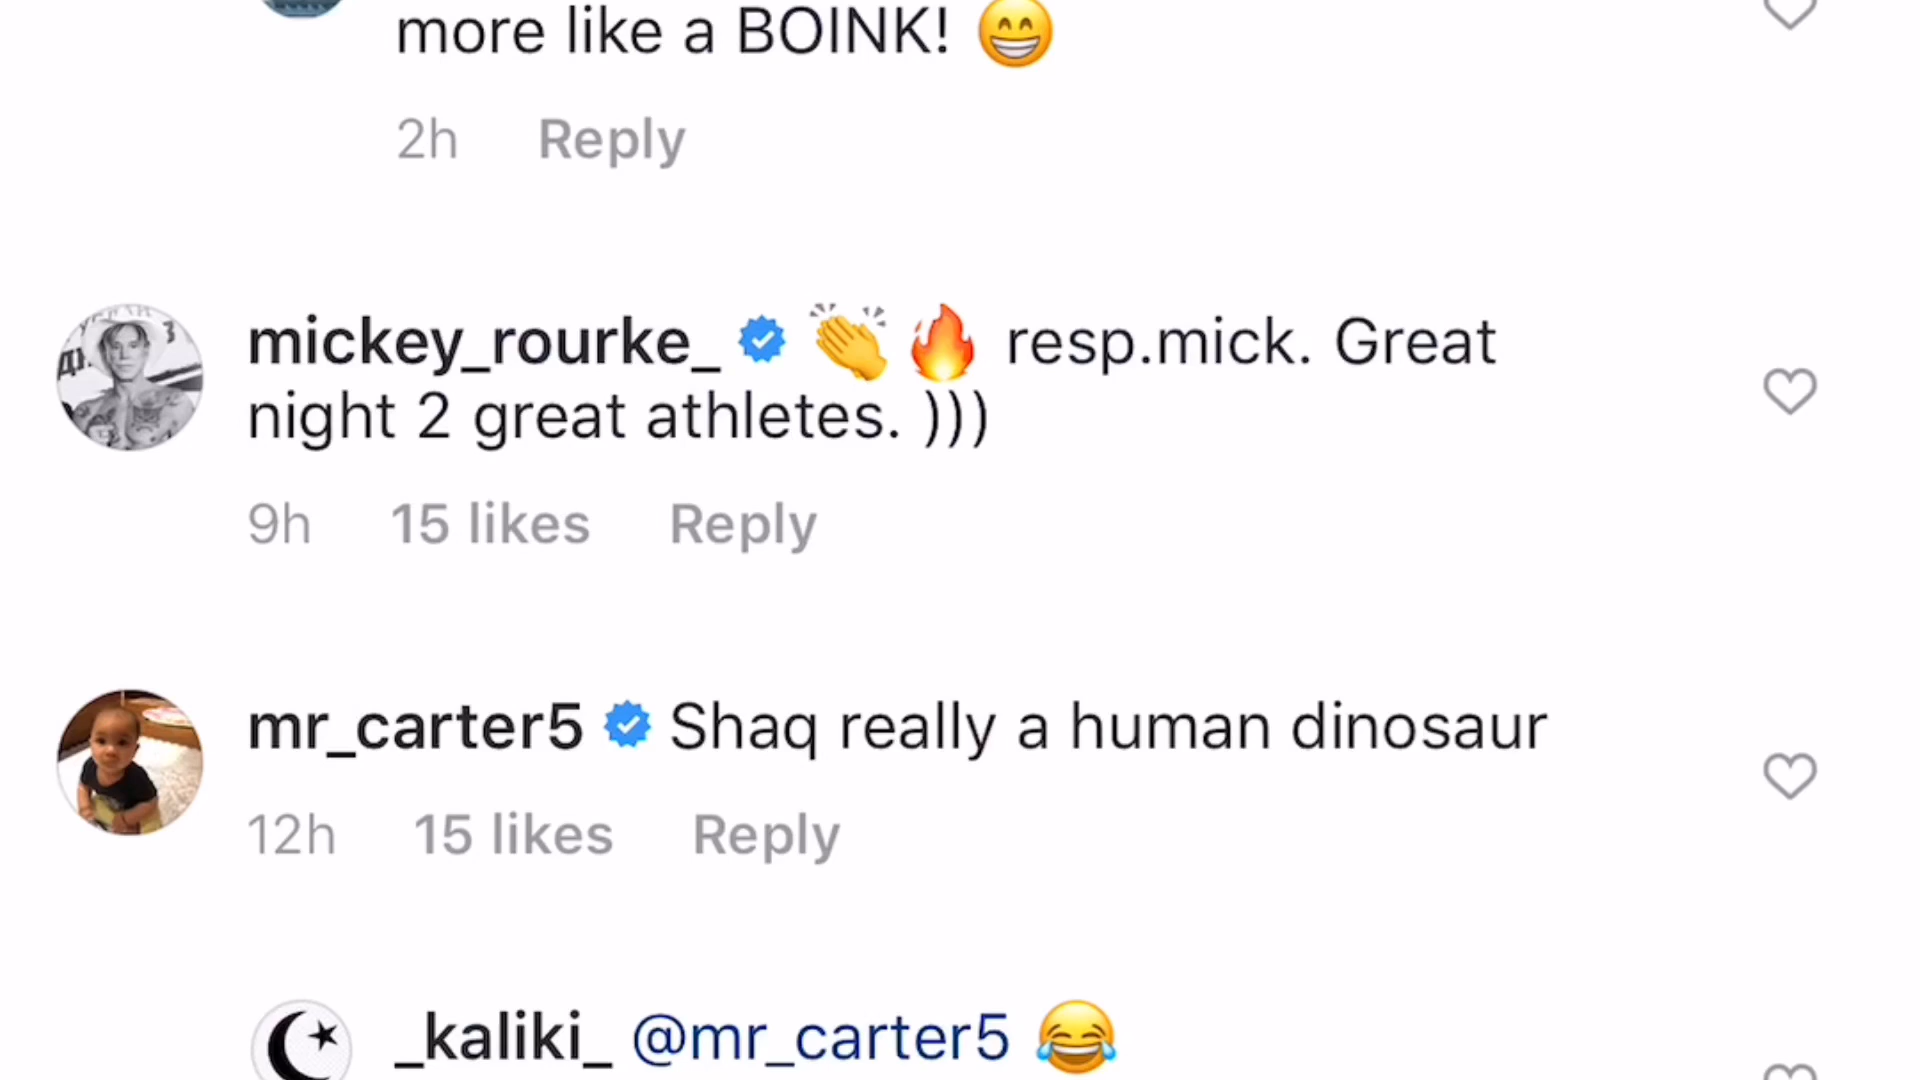 more like a BOINK! 😁
2h Reply
mickey_rourke_ 👏 🔥 resp.mick. Great
night 2 great athletes. )))
9h 15 likes Reply
mr_carter5 Shaq really a human dinosaur
12h 15 likes Reply
_kaliki_ @mr_carter5 😂